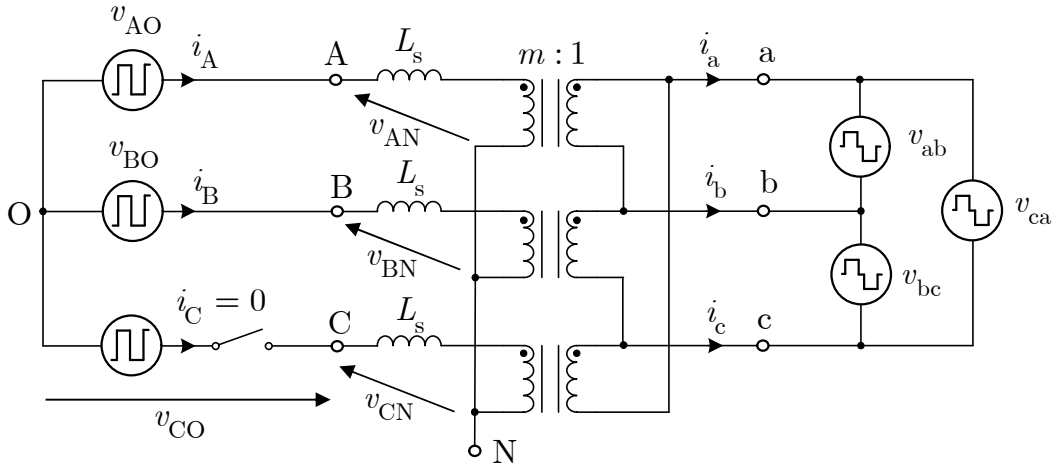 v_AO
i_A
A
L_s
m : 1
i_a
a
v_AN
v_ab
v_BO
i_B
B
L_s
i_b
b
O
v_ca
v_BN
v_bc
i_C = 0
C
L_s
i_c
c
v_CN
v_CO
N